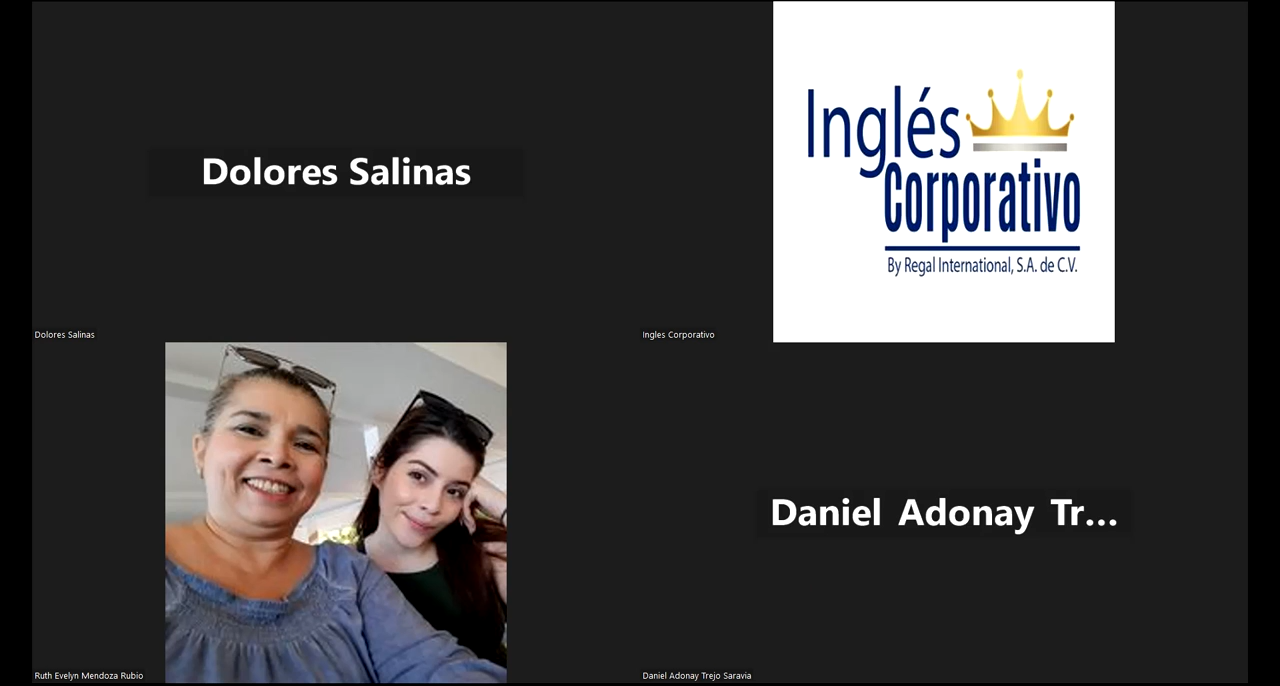 Dolores Salinas
Inglés
Corporativo
By Regal International, S.A. de C.V.
Dolores Salinas
Ingles Corporativo
Daniel Adonay Tr...
Ruth Evelyn Mendoza Rubio
Daniel Adonay Trejo Saravia